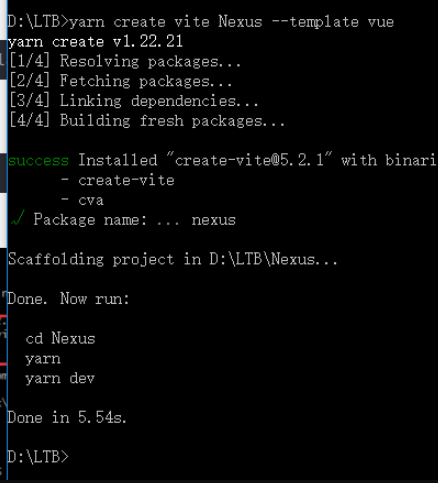 D:\LTB>yarn create vite Nexus --template vue
yarn create v1.22.21
[1/4] Resolving packages...
[2/4] Fetching packages...
[3/4] Linking dependencies...
[4/4] Building fresh packages...
success Installed "create-vite@5.2.1" with binari
- create-vite
- cva
√ Package name: ... nexus
Scaffolding project in D:\LTB\Nexus...
Done. Now run:
cd Nexus
yarn
yarn dev
Done in 5.54s.
D:\LTB>